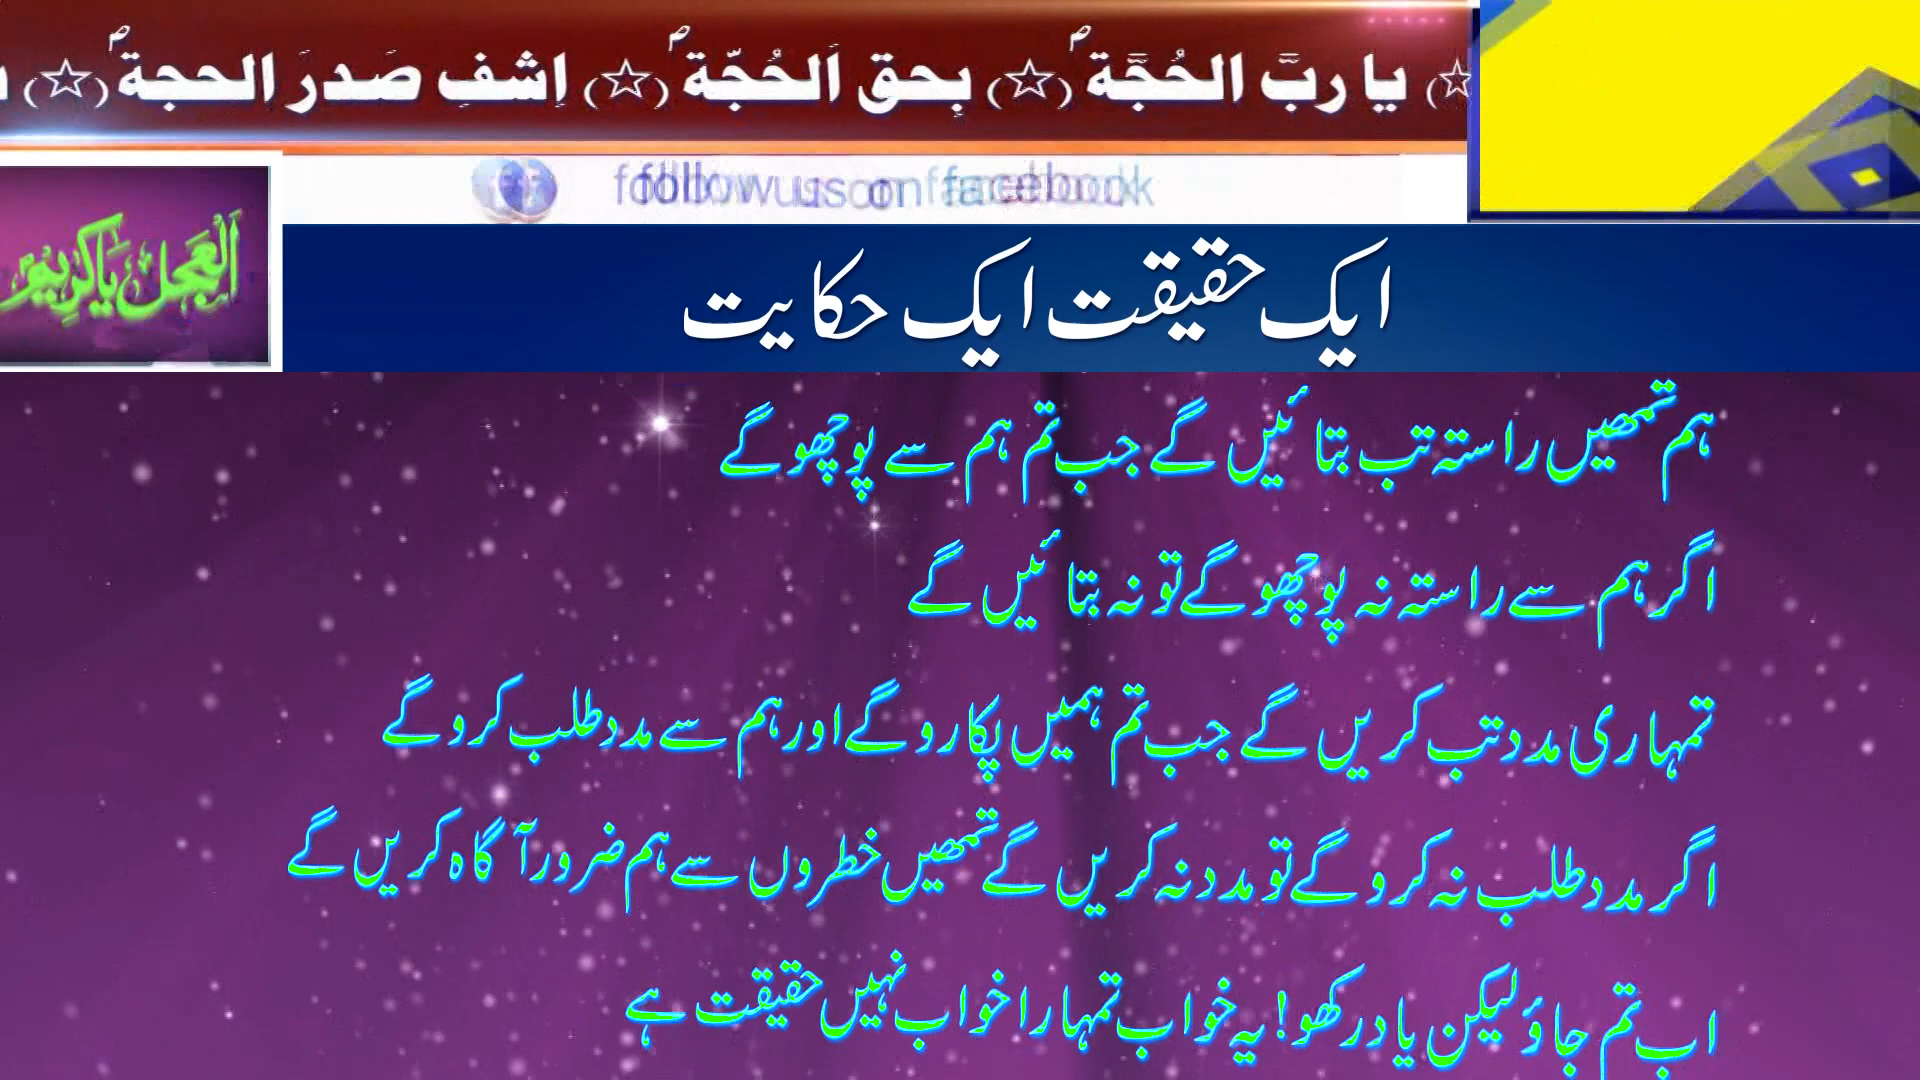 ☆) یا ربَّ الحُجَّة ؐ (☆) بِحق اَلحُجّة ؐ (☆) اِشفِ صَدرَ الحجة ؐ (☆)
follow us on facebook
اَلْعَجَل یَاکَرِیم
ایک حقیقت ایک حکایت
ہم تمھیں راستہ تب بتائیں گے جب تم ہم سے پوچھو گے
اگر ہم سے راستہ نہ پوچھو گے تو نہ بتائیں گے
تمہاری مدد تب کریں گے جب تم ہمیں پکارو گے اور ہم سے مدد طلب کرو گے
اگر مدد طلب نہ کرو گے تو مدد نہ کریں گے تمھیں خطروں سے ہم ضرور آگاہ کریں گے
اب تم جاؤ لیکن یاد رکھو! یہ خواب تمہارا خواب نہیں حقیقت ہے